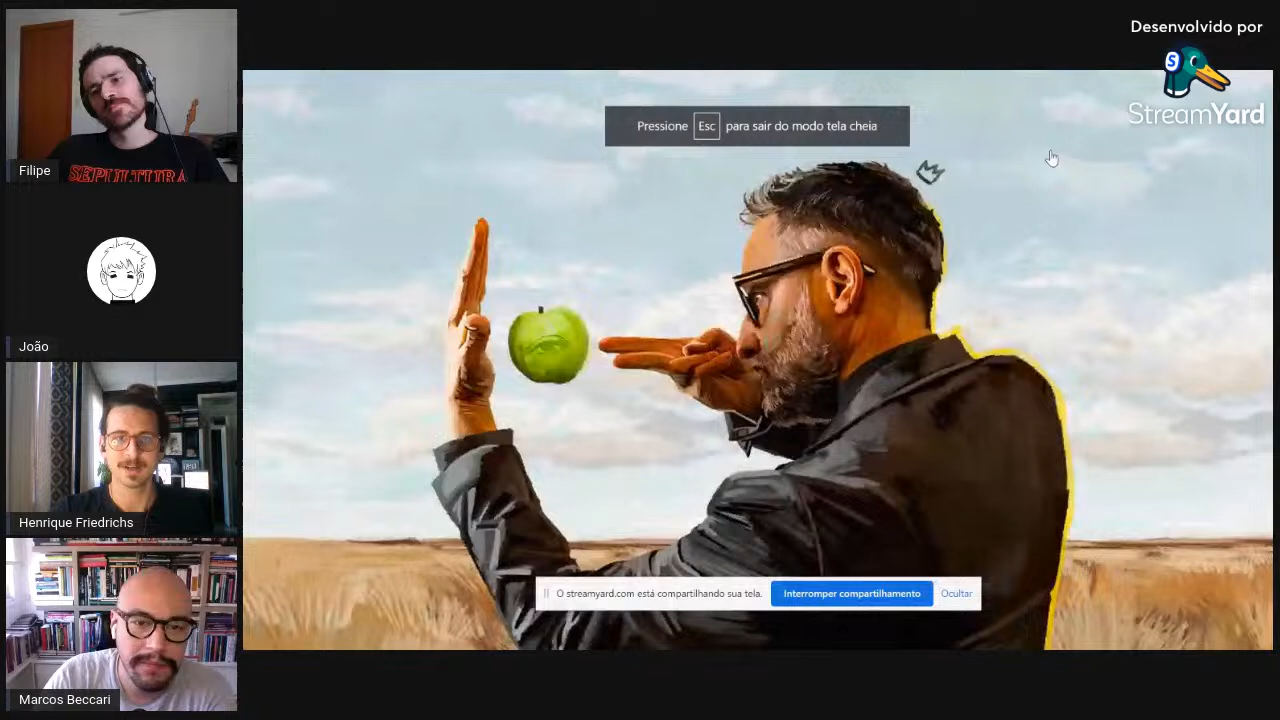 Desenvolvido por
StreamYard
Pressione Esc para sair do modo tela cheia
SEPULTURA
Filipe
João
Henrique Friedrichs
O streamyard.com está compartilhando sua tela. Interromper compartilhamento Ocultar
Marcos Beccari